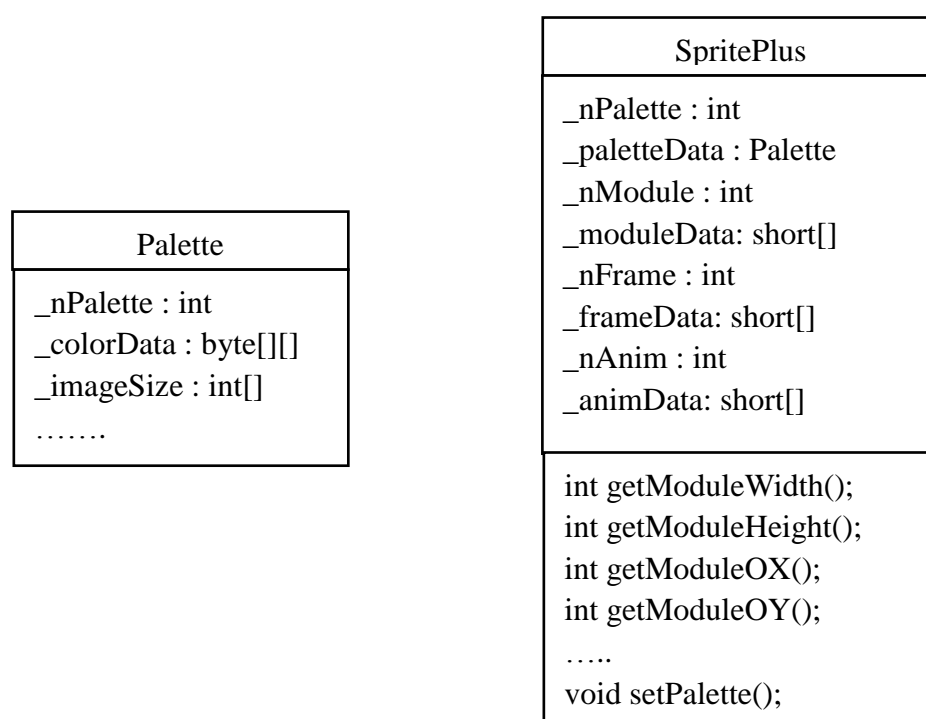 Palette
_nPalette : int
_colorData : byte[][]
_imageSize : int[]
…….
SpritePlus
_nPalette : int
_paletteData : Palette
_nModule : int
_moduleData: short[]
_nFrame : int
_frameData: short[]
_nAnim : int
_animData: short[]
int getModuleWidth();
int getModuleHeight();
int getModuleOX();
int getModuleOY();
…..
void setPalette();